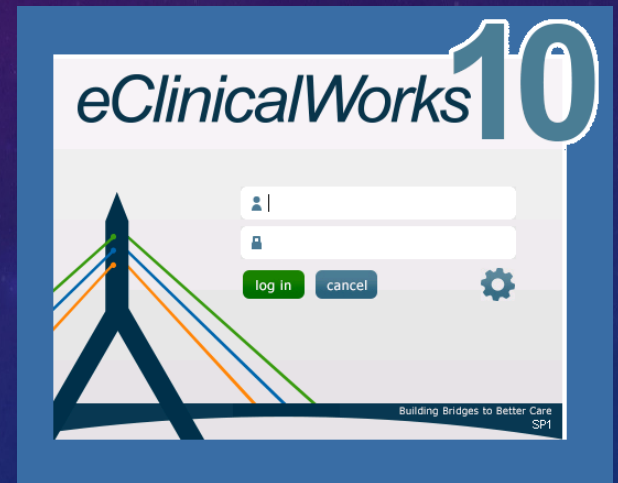 eClinicalWorks 10
log in cancel
Building Bridges to Better Care
SP1